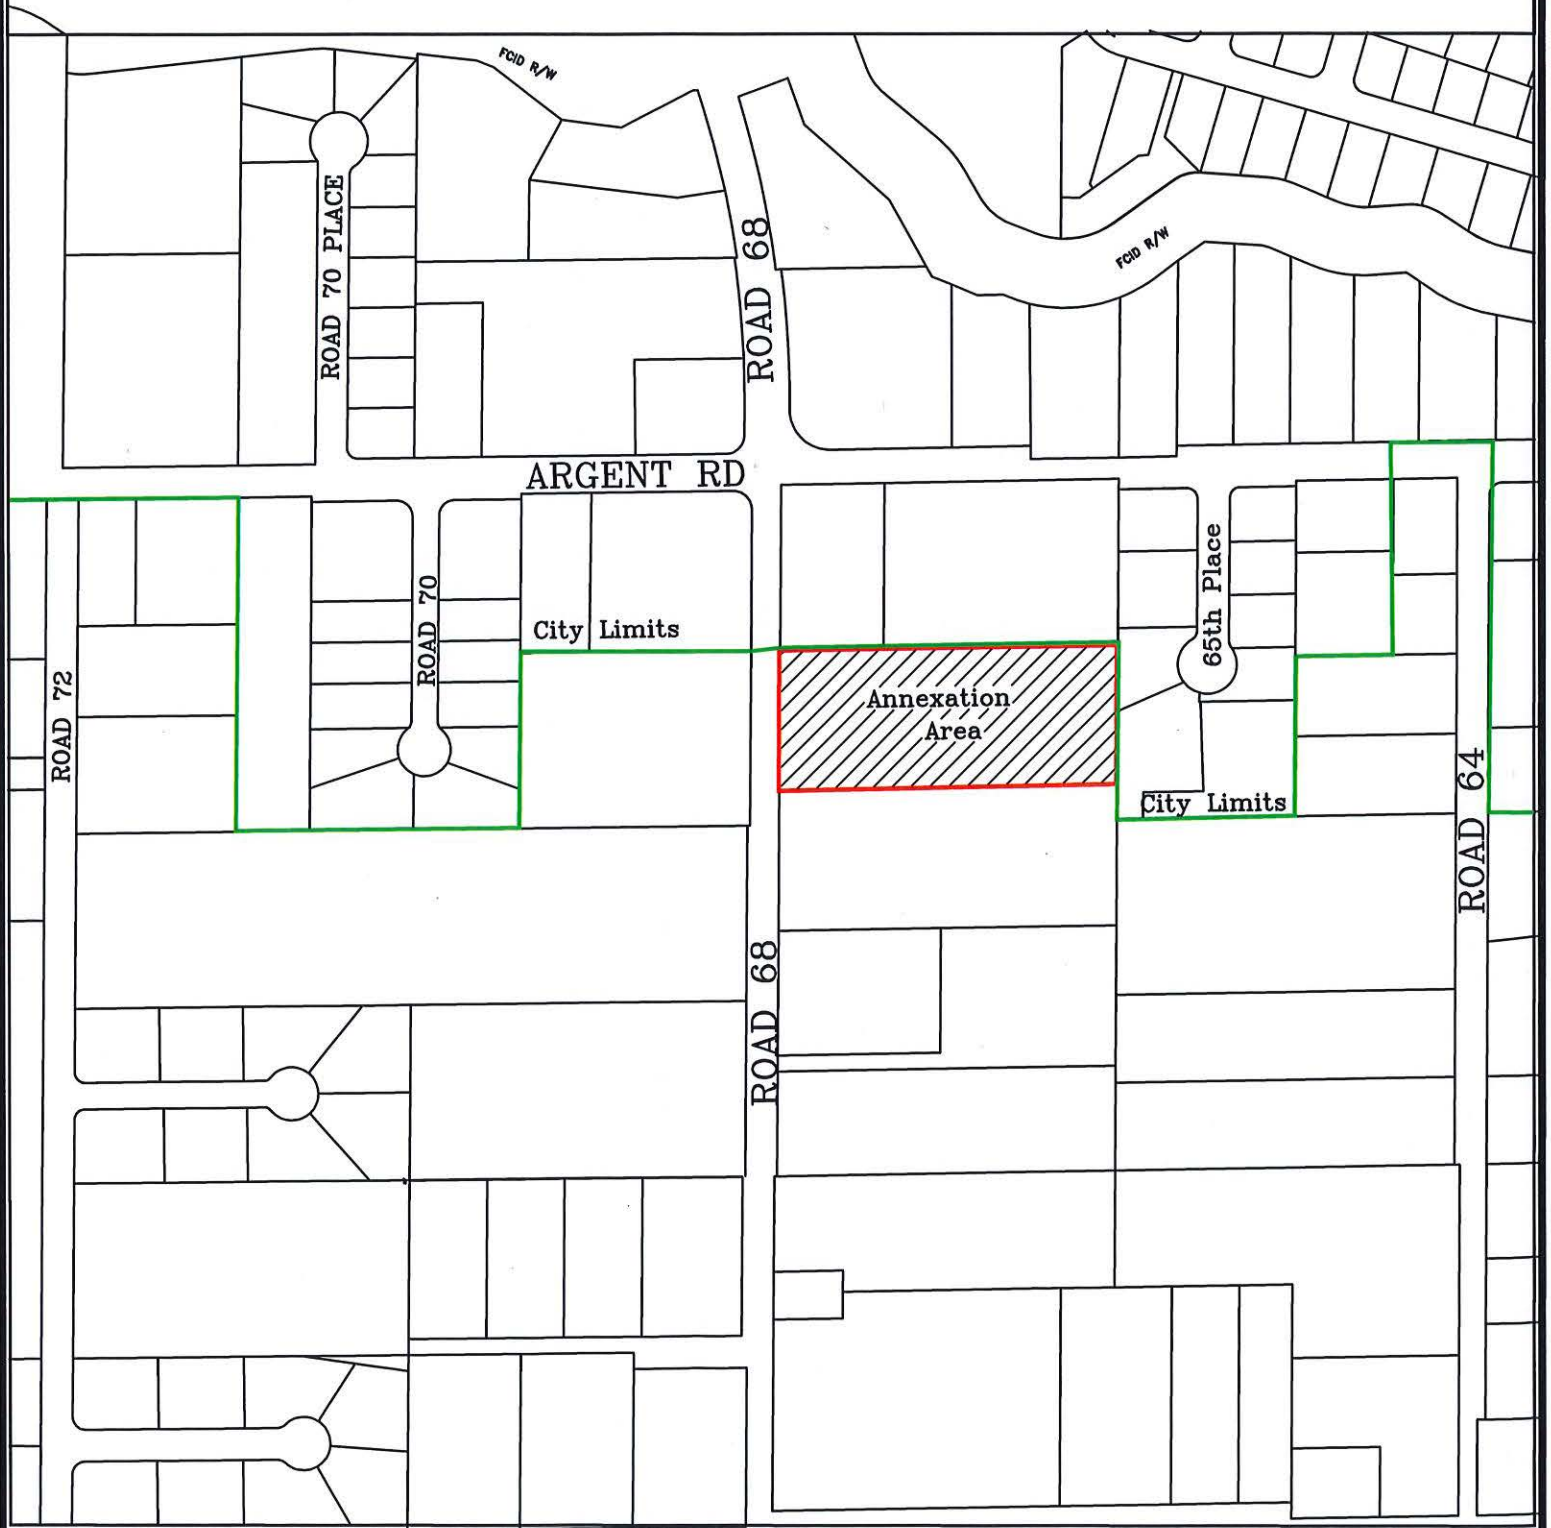 FCID R/W
ROAD 70 PLACE
ROAD 68
FCID R/W
ARGENT RD
ROAD 70
City Limits
65th Place
ROAD 72
Annexation
Area
City Limits
ROAD 64
ROAD 68